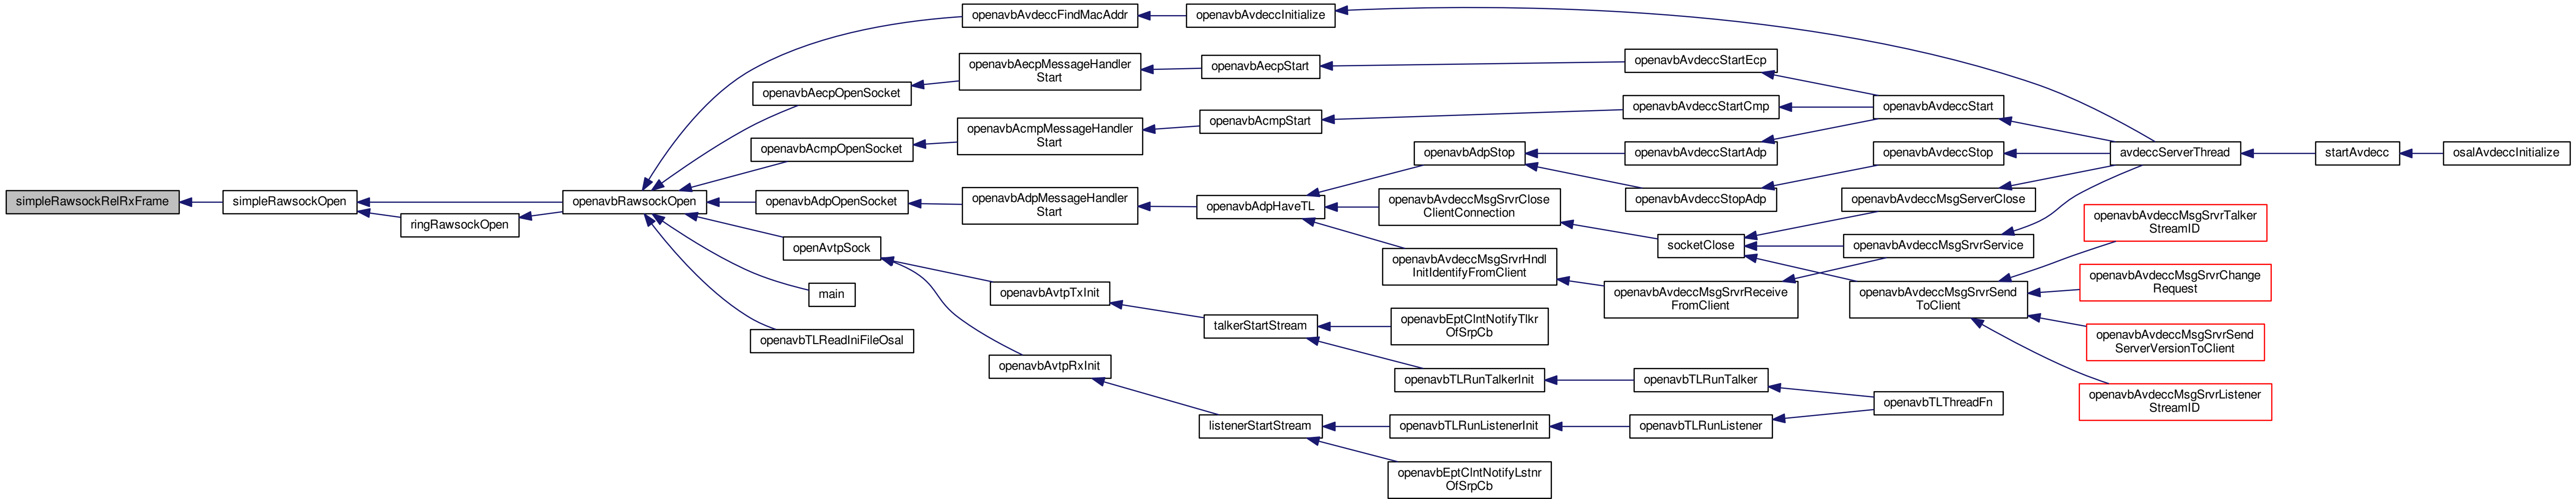 simpleRawsockRelRxFrame
simpleRawsockOpen
ringRawsockOpen
openavbRawsockOpen
openavbAvdeccFindMacAddr
openavbAvdeccInitialize
openavbAecpOpenSocket
openavbAecpMessageHandler
Start
openavbAecpStart
openavbAvdeccStartEcp
openavbAcmpOpenSocket
openavbAcmpMessageHandler
Start
openavbAcmpStart
openavbAvdeccStartCmp
openavbAvdeccStart
openavbAdpOpenSocket
openavbAdpMessageHandler
Start
openavbAdpHaveTL
openavbAdpStop
openavbAvdeccStartAdp
openavbAvdeccStopAdp
openavbAvdeccStop
avdeccServerThread
startAvdecc
osalAvdeccInitialize
openavbAvdeccMsgSrvrClose
ClientConnection
socketClose
openavbAvdeccMsgServerClose
openavbAvdeccMsgSrvrService
openavbAvdeccMsgSrvrHndl
InitIdentifyFromClient
openavbAvdeccMsgSrvrReceive
FromClient
openavbAvdeccMsgSrvrSend
ToClient
openavbAvdeccMsgSrvrTalker
StreamID
openavbAvdeccMsgSrvrChange
Request
openavbAvdeccMsgSrvrSend
ServerVersionToClient
openavbAvdeccMsgSrvrListener
StreamID
openAvtpSock
main
openavbTLReadIniFileOsal
openavbAvtpTxInit
openavbAvtpRxInit
talkerStartStream
openavbEptClntNotifyTlkr
OfSrpCb
openavbTLRunTalkerInit
openavbTLRunTalker
openavbTLThreadFn
listenerStartStream
openavbTLRunListenerInit
openavbTLRunListener
openavbEptClntNotifyLstnr
OfSrpCb